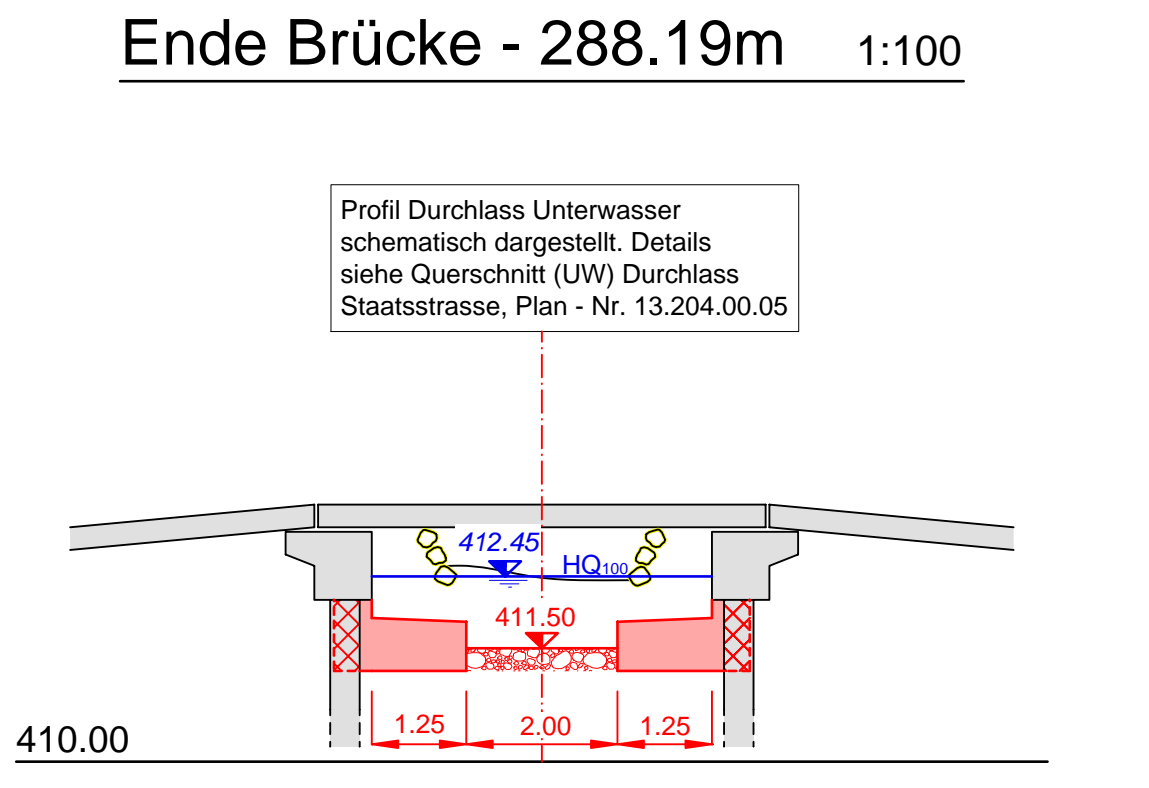 Ende Brücke - 288.19m 1:100
Profil Durchlass Unterwasser
schematisch dargestellt. Details
siehe Querschnitt (UW) Durchlass
Staatsstrasse, Plan - Nr. 13.204.00.05
412.45
HQ100
411.50
1.25 2.00 1.25
410.00